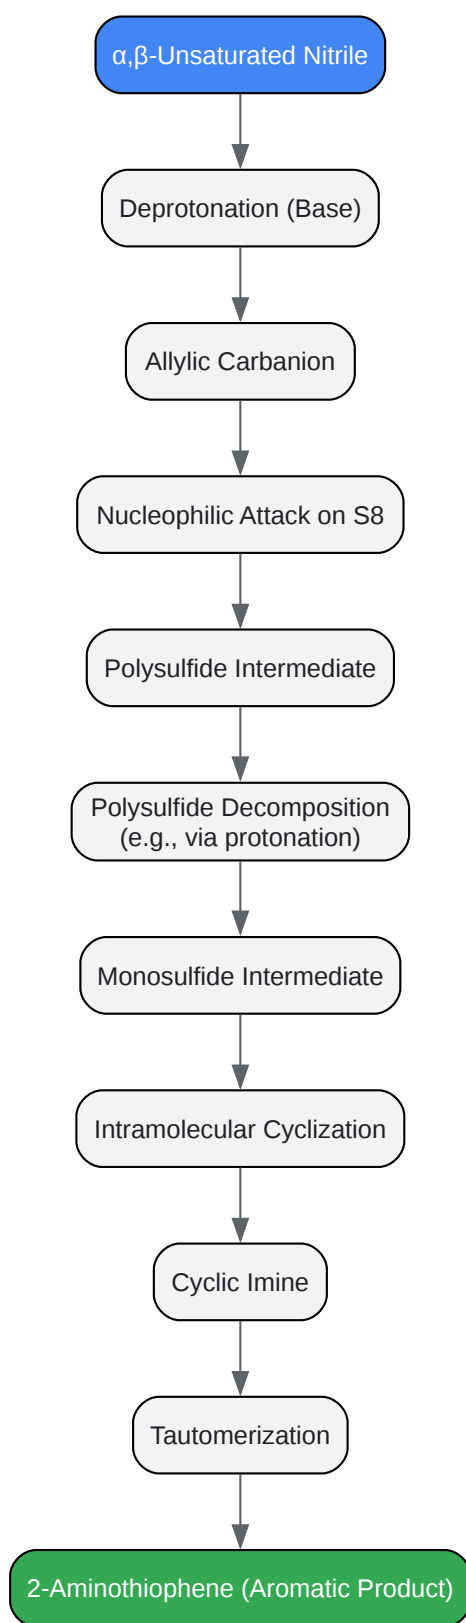 α,β-Unsaturated Nitrile
Deprotonation (Base)
Allylic Carbanion
Nucleophilic Attack on S8
Polysulfide Intermediate
Polysulfide Decomposition
(e.g., via protonation)
Monosulfide Intermediate
Intramolecular Cyclization
Cyclic Imine
Tautomerization
2-Aminothiophene (Aromatic Product)